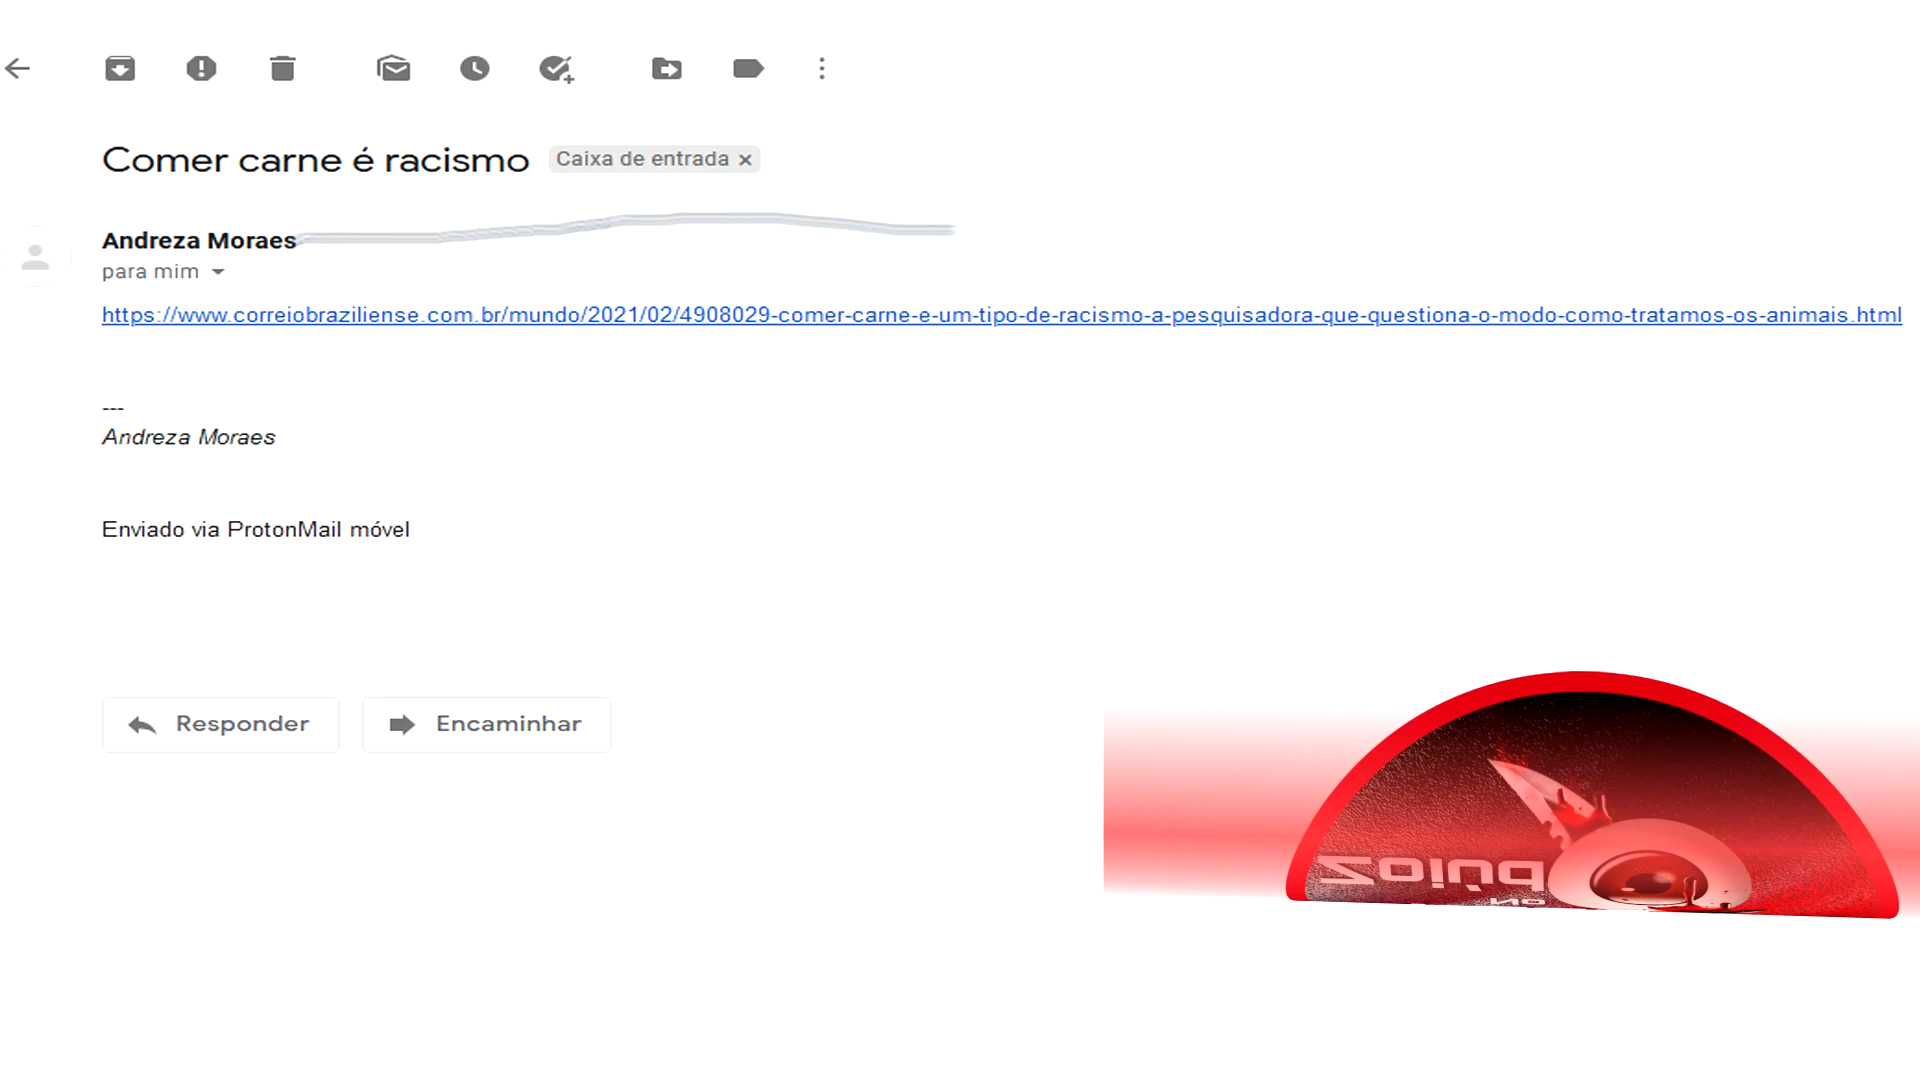 Comer carne é racismo Caixa de entrada x
Andreza Moraes
para mim
https://www.correiobraziliense.com.br/mundo/2021/02/4908029-comer-carne-e-um-tipo-de-racismo-a-pesquisadora-que-questiona-o-modo-como-tratamos-os-animais.html
---
Andreza Moraes
Enviado via ProtonMail móvel
Responder Encaminhar